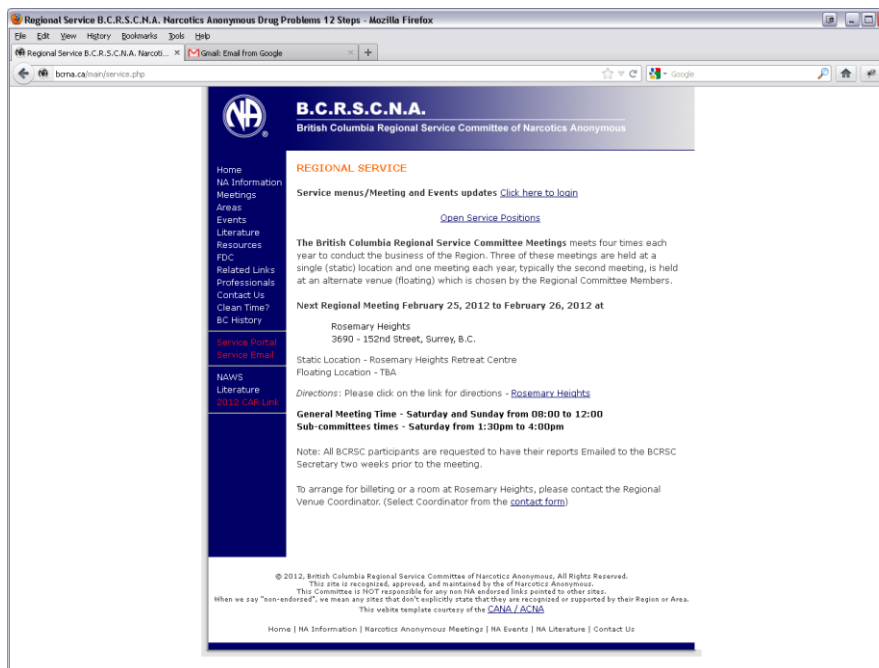 Regional Service B.C.R.S.C.N.A. Narcotics Anonymous Drug Problems 12 Steps - Mozilla Firefox
File Edit View History Bookmarks Tools Help
Regional Service B.C.R.S.C.N.A. Narcoti... × Gmail: Email from Google × +
bcrna.ca/main/service.php Google
NA
B.C.R.S.C.N.A.
British Columbia Regional Service Committee of Narcotics Anonymous
Home
NA Information
Meetings
Areas
Events
Literature
Resources
FDC
Related Links
Professionals
Contact Us
Clean Time?
BC History
Service Portal
Service Email
NAWS
Literature
2012 CAR Link
REGIONAL SERVICE
Service menus/Meeting and Events updates Click here to login
Open Service Positions
The British Columbia Regional Service Committee Meetings meets four times each
year to conduct the business of the Region. Three of these meetings are held at a
single (static) location and one meeting each year, typically the second meeting, is held
at an alternate venue (floating) which is chosen by the Regional Committee Members.
Next Regional Meeting February 25, 2012 to February 26, 2012 at
Rosemary Heights
3690 - 152nd Street, Surrey, B.C.
Static Location - Rosemary Heights Retreat Centre
Floating Location - TBA
Directions: Please click on the link for directions - Rosemary Heights
General Meeting Time - Saturday and Sunday from 08:00 to 12:00
Sub-committees times - Saturday from 1:30pm to 4:00pm
Note: All BCRSC participants are requested to have their reports Emailed to the BCRSC
Secretary two weeks prior to the meeting.
To arrange for billeting or a room at Rosemary Heights, please contact the Regional
Venue Coordinator. (Select Coordinator from the contact form)
© 2012, British Columbia Regional Service Committee of Narcotics Anonymous, All Rights Reserved.
This site is recognized, approved, and maintained by the of Narcotics Anonymous.
This Committee is NOT responsible for any non NA endorsed links pointed to other sites.
When we say "non-endorsed", we mean any sites that don't explicitly state that they are recognized or supported by their Region or Area.
This vebite template courtesy of the CANA / ACNA
Home | NA Information | Narcotics Anonymous Meetings | NA Events | NA Literature | Contact Us